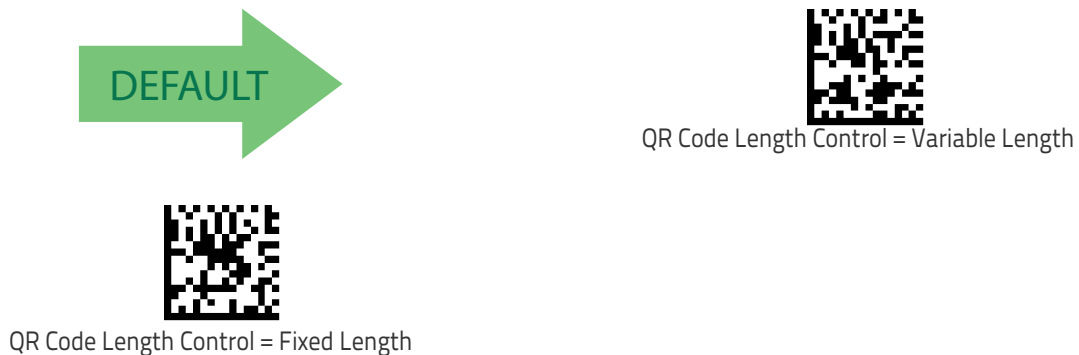 DEFAULT
QR Code Length Control = Variable Length
QR Code Length Control = Fixed Length